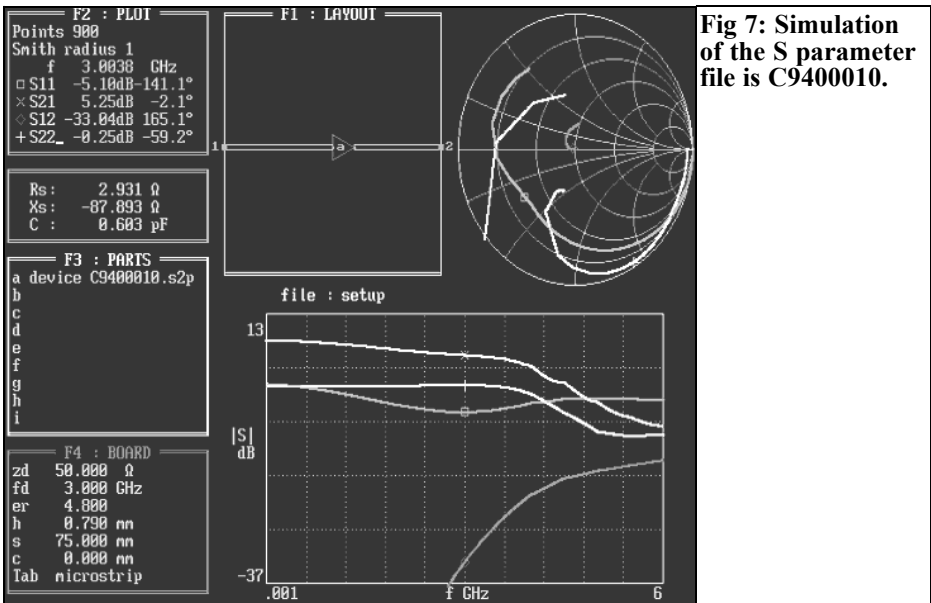 F2 : PLOT
Points 900
Smith radius 1
f 3.0038 GHz
□ S11 -5.10dB-141.1°
× S21 5.25dB -2.1°
◇ S12 -33.04dB 165.1°
+ S22_ -0.25dB -59.2°
Rs: 2.931 Ω
Xs: -87.893 Ω
C : 0.603 pF
F3 : PARTS
a device C9400010.s2p
b
c
d
e
f
g
h
i
F4 : BOARD
zd 50.000 Ω
fd 3.000 GHz
er 4.800
h 0.790 mm
s 75.000 mm
c 0.000 mm
Tab microstrip
F1 : LAYOUT
1 a 2
file : setup
13
|S|
dB
-37
.001 f GHz 6
Fig 7: Simulation
of the S parameter
file is C9400010.